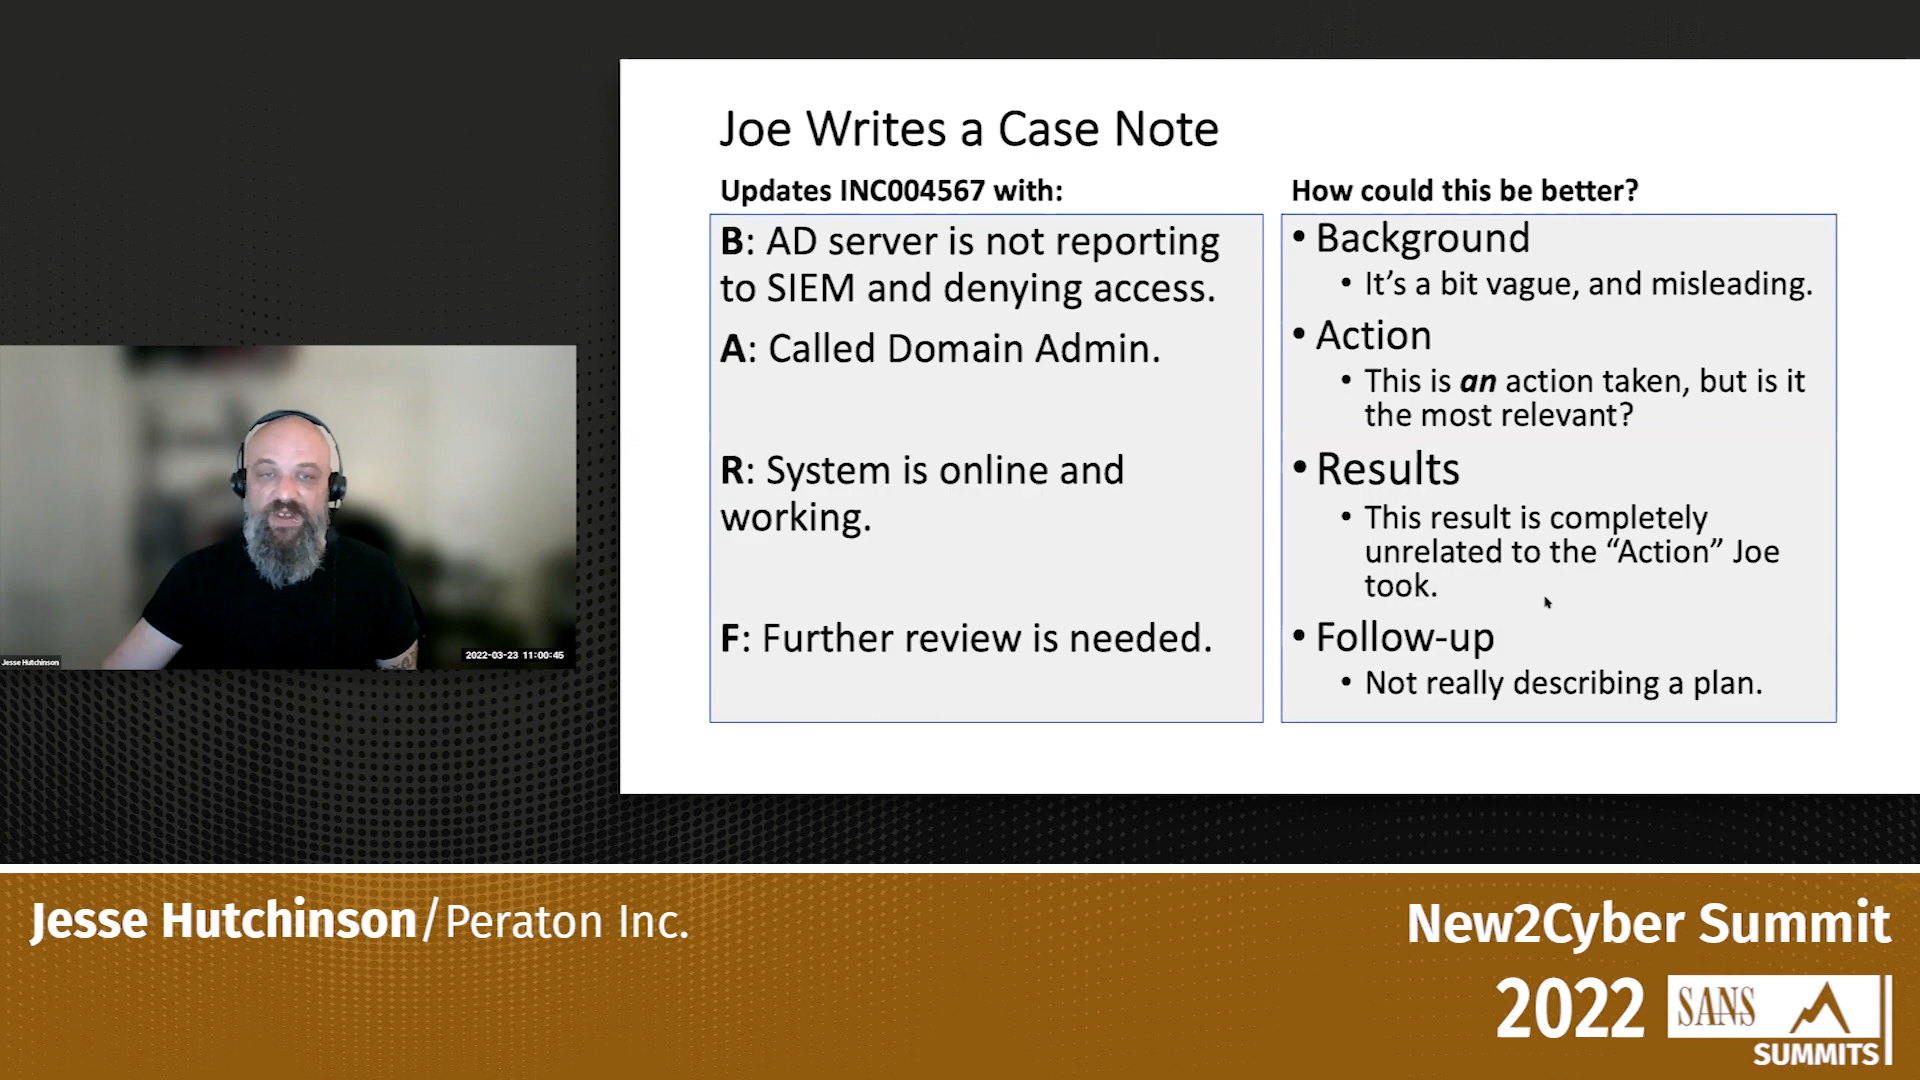 Joe Writes a Case Note
Updates INC004567 with:
B: AD server is not reporting
to SIEM and denying access.
A: Called Domain Admin.
R: System is online and
working.
F: Further review is needed.
How could this be better?
• Background
• It’s a bit vague, and misleading.
• Action
• This is an action taken, but is it
the most relevant?
• Results
• This result is completely
unrelated to the “Action” Joe
took.
• Follow-up
• Not really describing a plan.
Jesse Hutchinson
2022-03-23 11:00:45
Jesse Hutchinson/Peraton Inc.
New2Cyber Summit
2022
SANS
SUMMITS